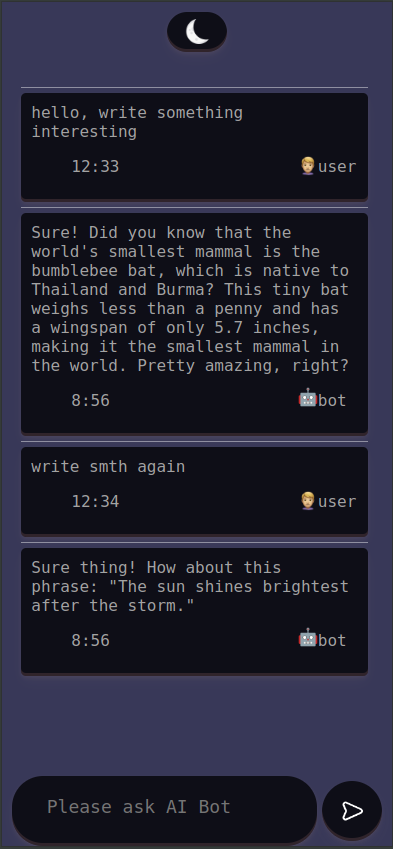 hello, write something
interesting
12:33 user
Sure! Did you know that the
world's smallest mammal is the
bumblebee bat, which is native to
Thailand and Burma? This tiny bat
weighs less than a penny and has
a wingspan of only 5.7 inches,
making it the smallest mammal in
the world. Pretty amazing, right?
8:56 bot
write smth again
12:34 user
Sure thing! How about this
phrase: "The sun shines brightest
after the storm."
8:56 bot
Please ask AI Bot